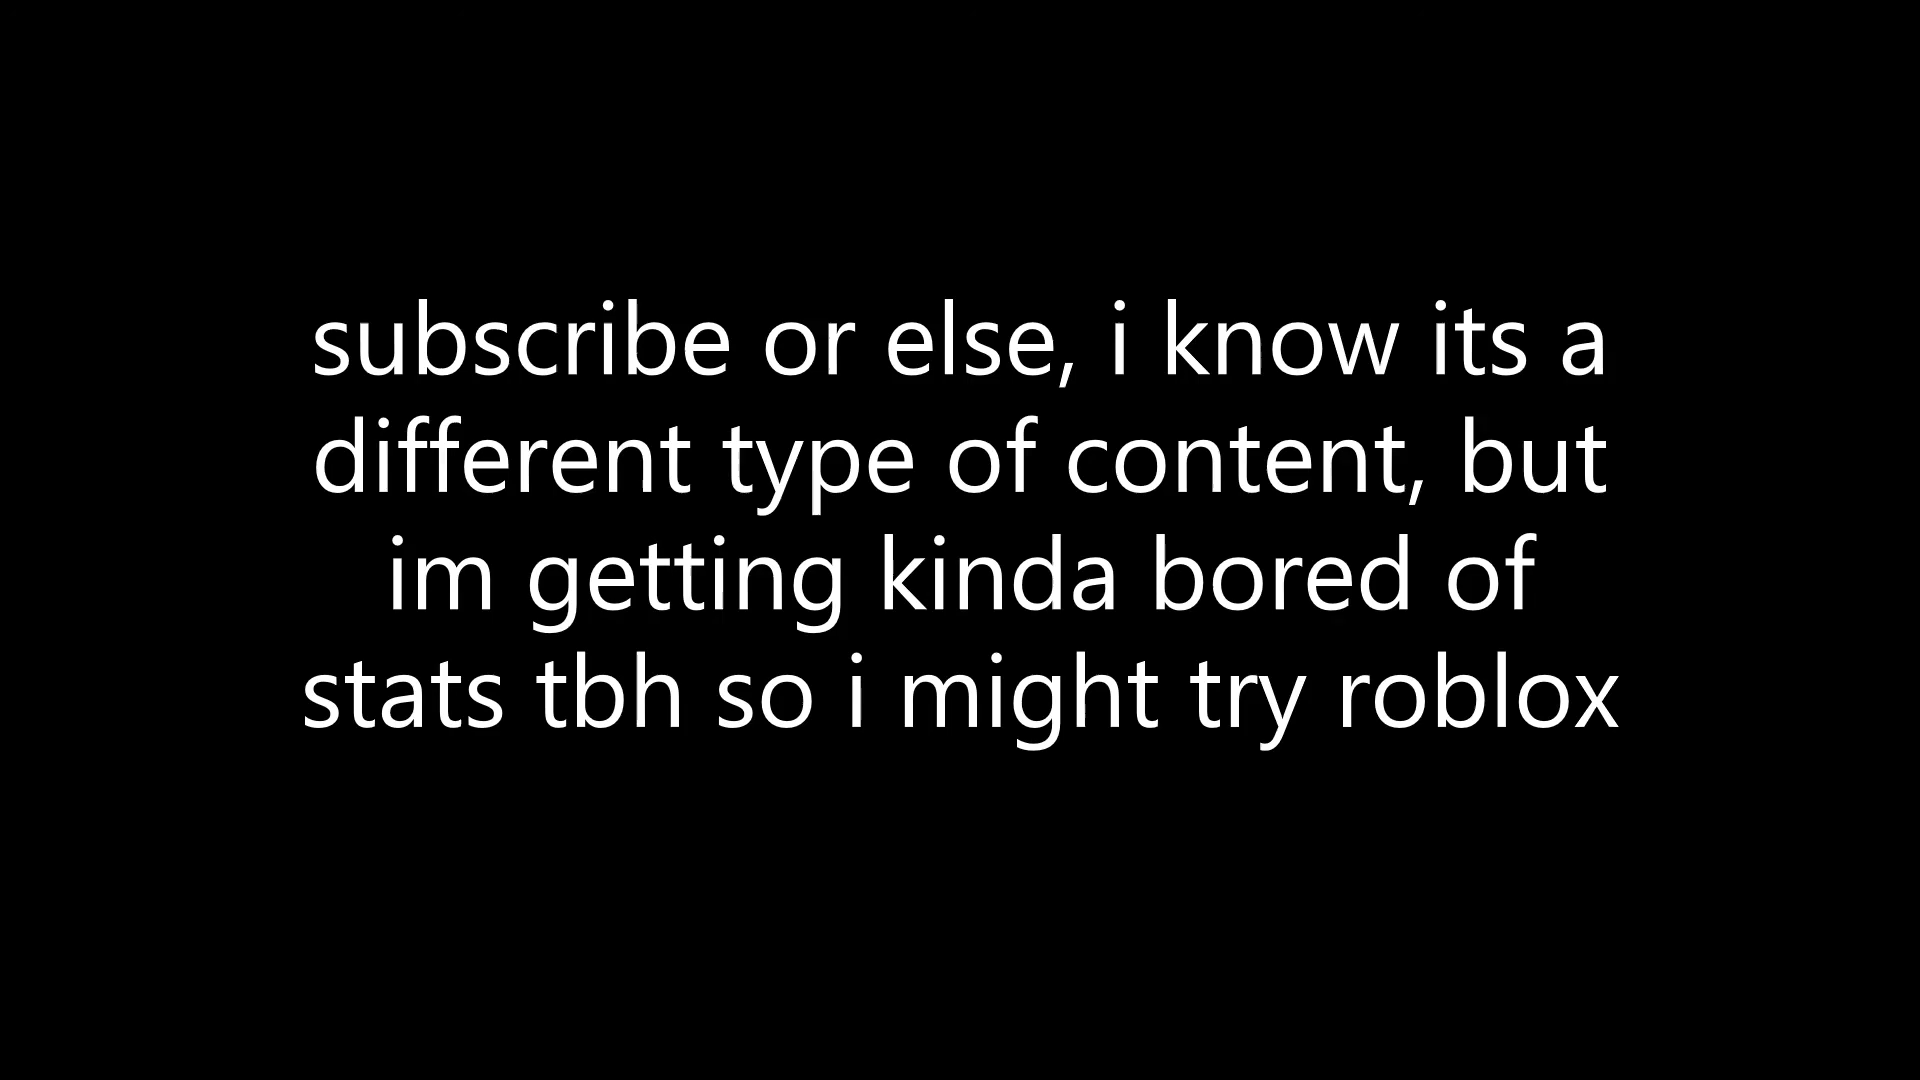 subscribe or else, i know its a
different type of content, but
im getting kinda bored of
stats tbh so i might try roblox